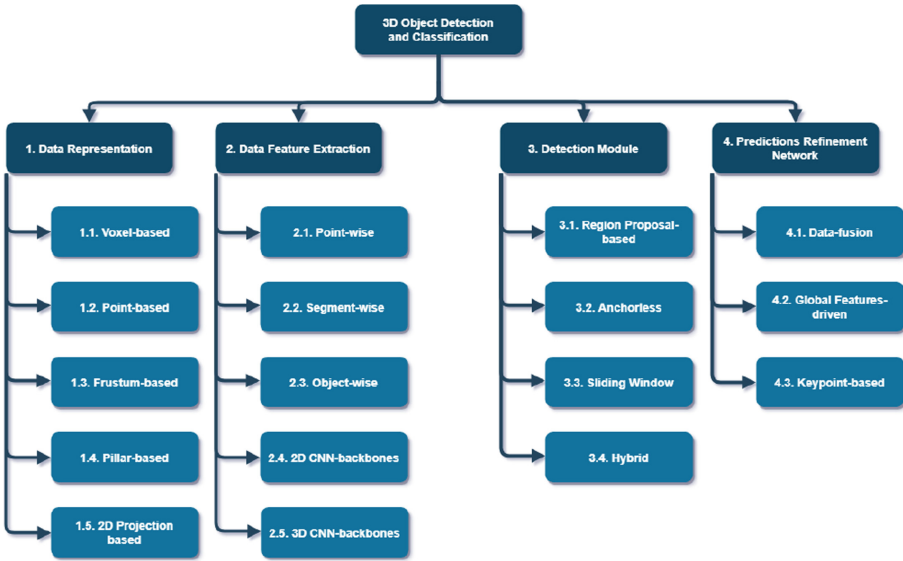 3D Object Detection
and Classification
1. Data Representation
2. Data Feature Extraction
3. Detection Module
4. Predictions Refinement
Network
1.1. Voxel-based
1.2. Point-based
1.3. Frustum-based
1.4. Pillar-based
1.5. 2D Projection
based
2.1. Point-wise
2.2. Segment-wise
2.3. Object-wise
2.4. 2D CNN-backbones
2.5. 3D CNN-backbones
3.1. Region Proposal-
based
3.2. Anchorless
3.3. Sliding Window
3.4. Hybrid
4.1. Data-fusion
4.2. Global Features-
driven
4.3. Keypoint-based